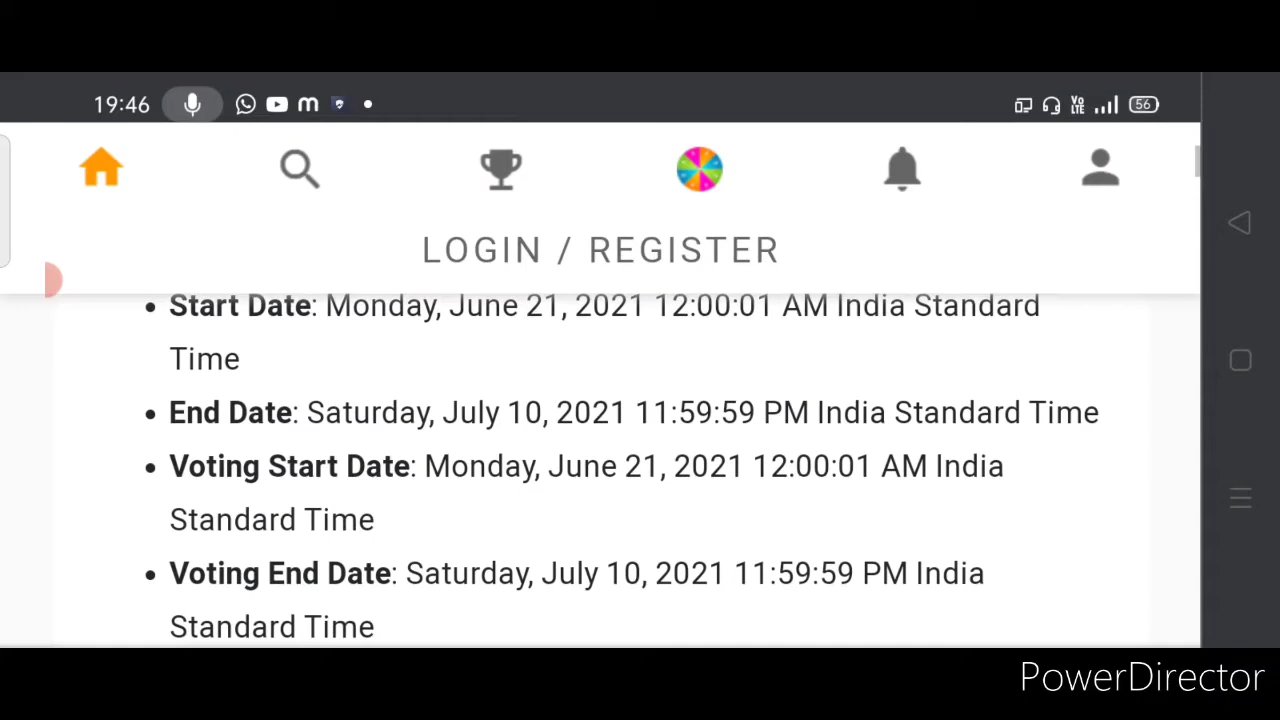 19:46 m Vo LTE 56
LOGIN / REGISTER
• Start Date: Monday, June 21, 2021 12:00:01 AM India Standard
Time
• End Date: Saturday, July 10, 2021 11:59:59 PM India Standard Time
• Voting Start Date: Monday, June 21, 2021 12:00:01 AM India
Standard Time
• Voting End Date: Saturday, July 10, 2021 11:59:59 PM India
Standard Time
PowerDirector